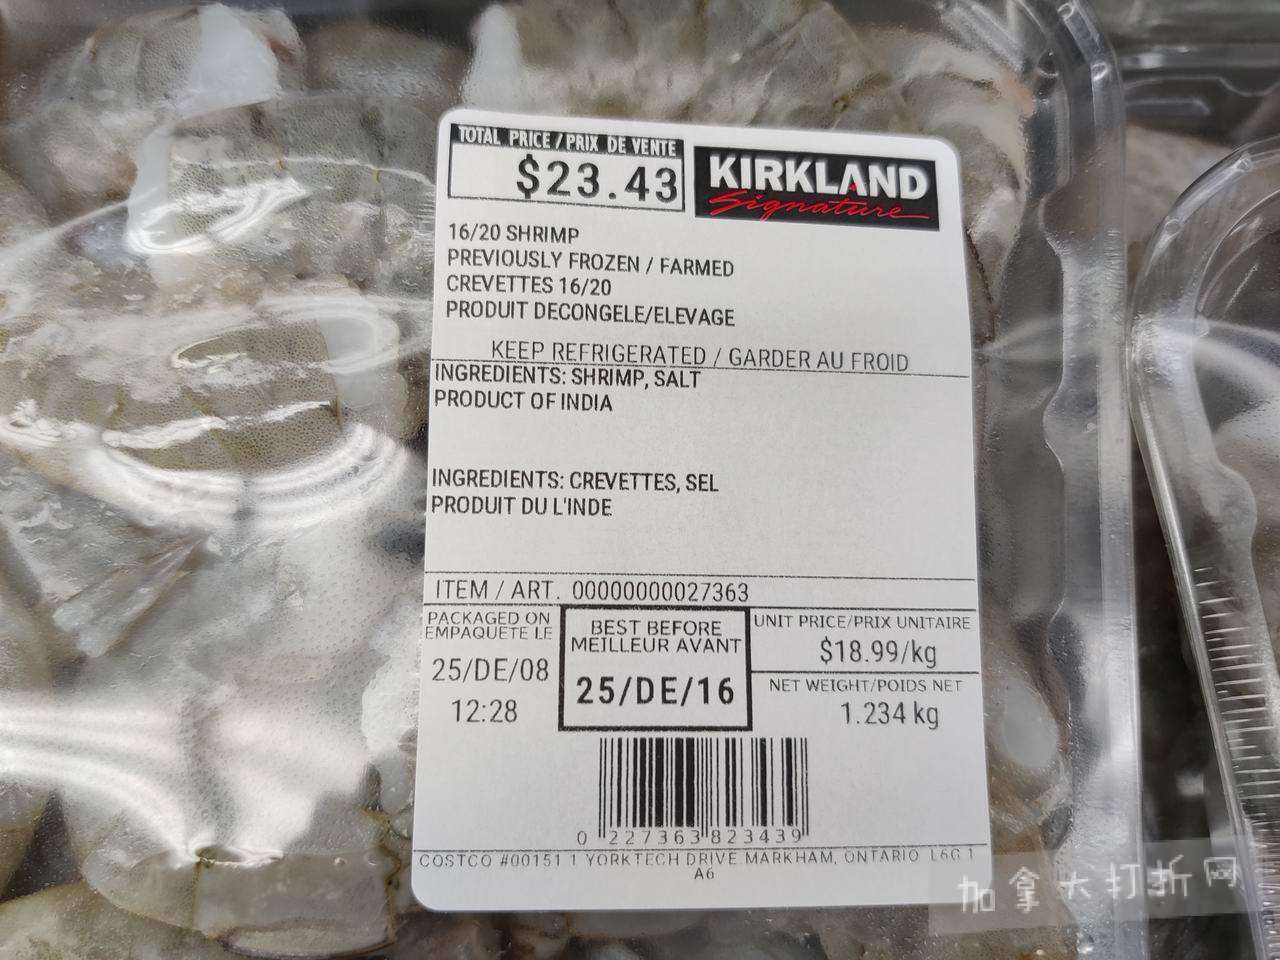 TOTAL PRICE / PRIX DE VENTE
$23.43
KIRKLAND
Signature
16/20 SHRIMP
PREVIOUSLY FROZEN / FARMED
CREVETTES 16/20
PRODUIT DECONGELE/ELEVAGE
KEEP REFRIGERATED / GARDER AU FROID
INGREDIENTS: SHRIMP, SALT
PRODUCT OF INDIA
INGREDIENTS: CREVETTES, SEL
PRODUIT DU L'INDE
ITEM / ART. 00000000027363
PACKAGED ON
EMPAQUETE LE
25/DE/08
12:28
BEST BEFORE
MEILLEUR AVANT
25/DE/16
UNIT PRICE/PRIX UNITAIRE
$18.99/kg
NET WEIGHT/POIDS NET
1.234 kg
0 227363 823439
COSTCO #00151 1 YORKTECH DRIVE MARKHAM, ONTARIO L6G 1
A6
加拿大打折网